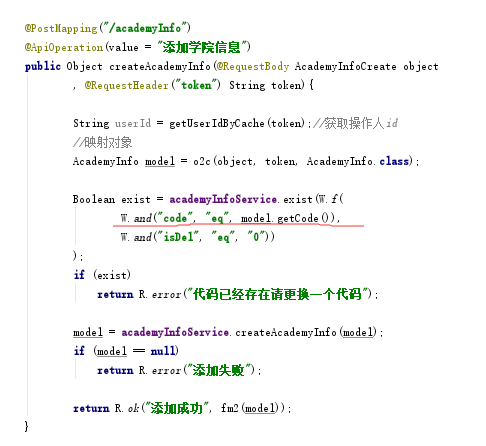 @PostMapping("/academyInfo")
@ApiOperation(value = "添加学院信息")
public Object createAcademyInfo(@RequestBody AcademyInfoCreate object
        , @RequestHeader("token") String token){

        String userId = getUserIdByCache(token);//获取操作人id
        //映射对象
        AcademyInfo model = o2c(object, token, AcademyInfo.class);

        Boolean exist = academyInfoService.exist(W.f(
                W.and("code", "eq", model.getCode()),
                W.and("isDel", "eq", "0"))
        );
        if (exist)
            return R.error("代码已经存在请更换一个代码");

        model = academyInfoService.createAcademyInfo(model);
        if (model == null)
            return R.error("添加失败");

        return R.ok("添加成功", fm2(model));
}